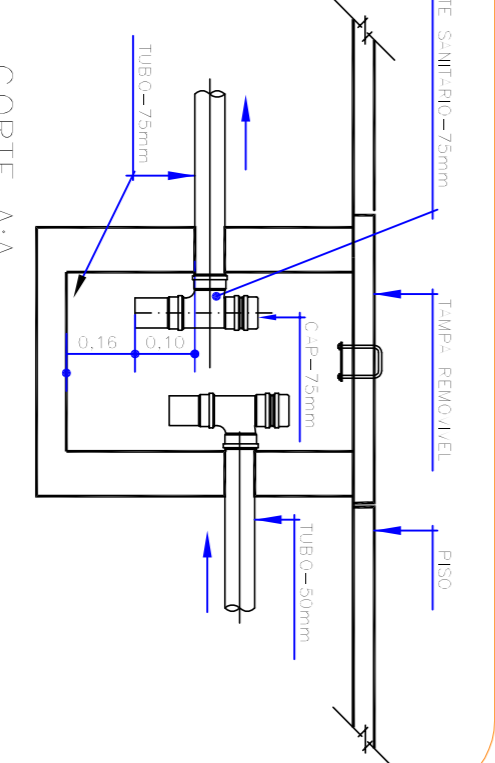 TE SANITARIO-75mm
TAMPA REMOVIVEL
PISO
CAP-75mm
TUBO-50mm
0,16
0,10
TUBO-75mm
CORTE A:A